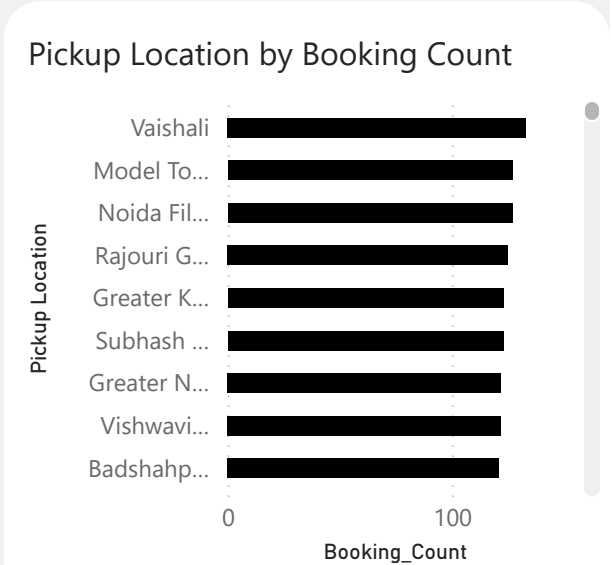 Pickup Location by Booking Count
Pickup Location
Vaishali
Model To...
Noida Fil...
Rajouri G...
Greater K...
Subhash ...
Greater N...
Vishwavi...
Badshahp...
0 100
Booking_Count